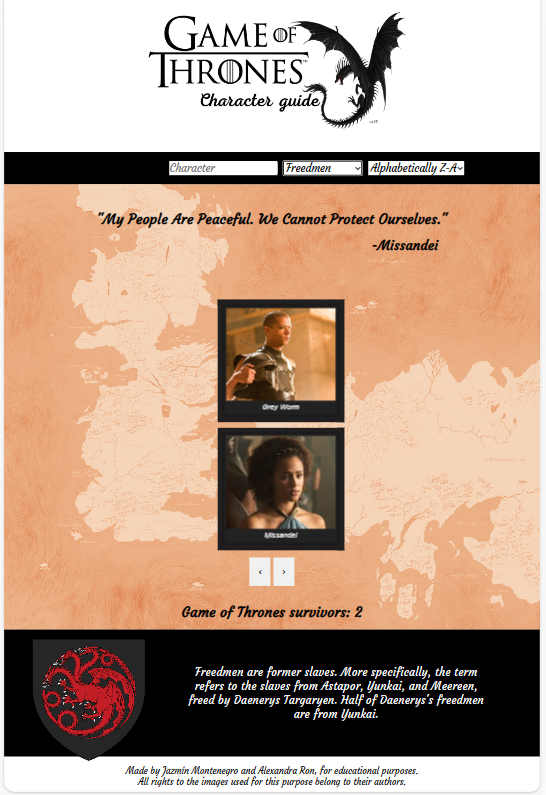 GAME OF
THRONES
Character guide
Character
Freedmen
Alphabetically Z-A
"My People Are Peaceful. We Cannot Protect Ourselves."
-Missandei
Grey Worm
Missandei
‹ ›
Game of Thrones survivors: 2
Freedmen are former slaves. More specifically, the term
refers to the slaves from Astapor, Yunkai, and Meereen,
freed by Daenerys Targaryen. Half of Daenerys's freedmen
are from Yunkai.
Made by Jazmín Montenegro and Alexandra Ron, for educational purposes.
All rights to the images used for this purpose belong to their authors.